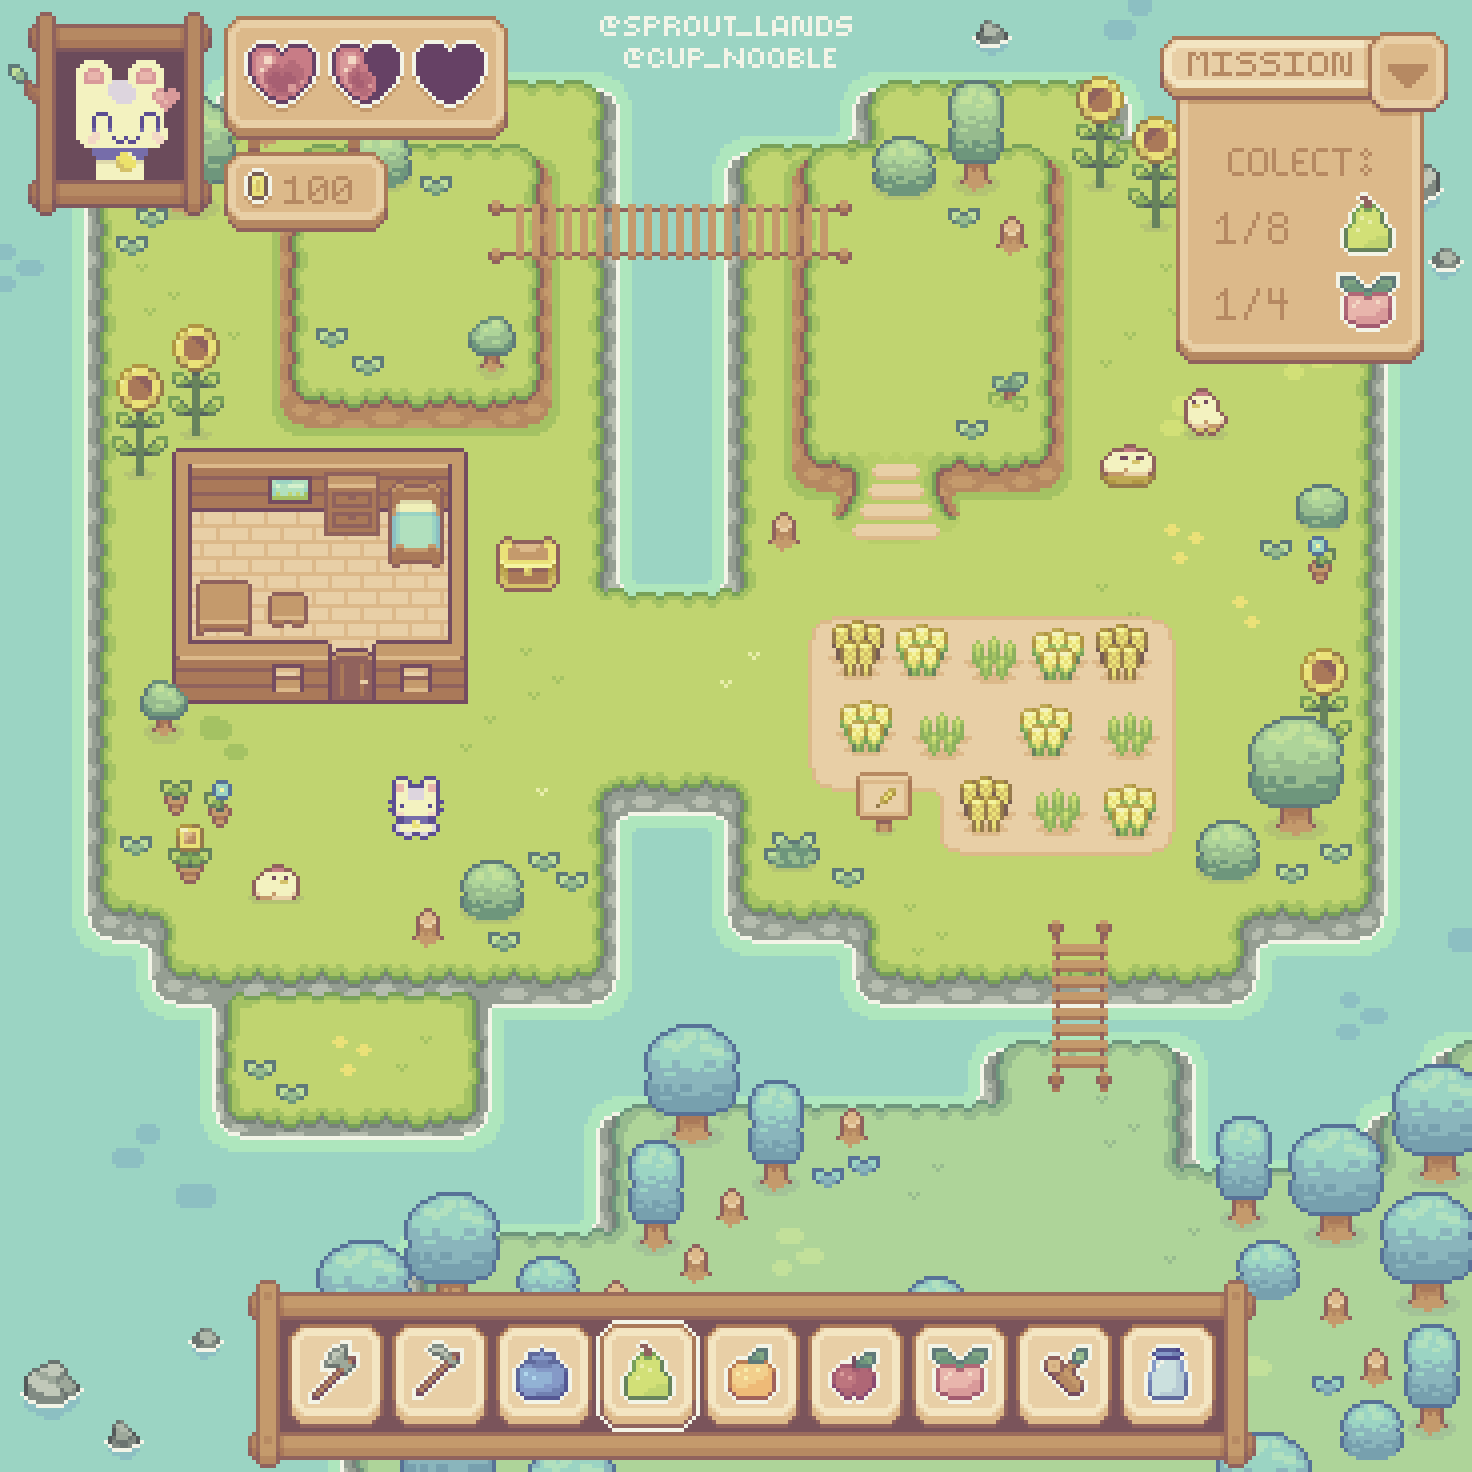 @SPROUT_LANDS
@CUP_NOOBLE
MISSION
COLECT:
100
1/8
1/4